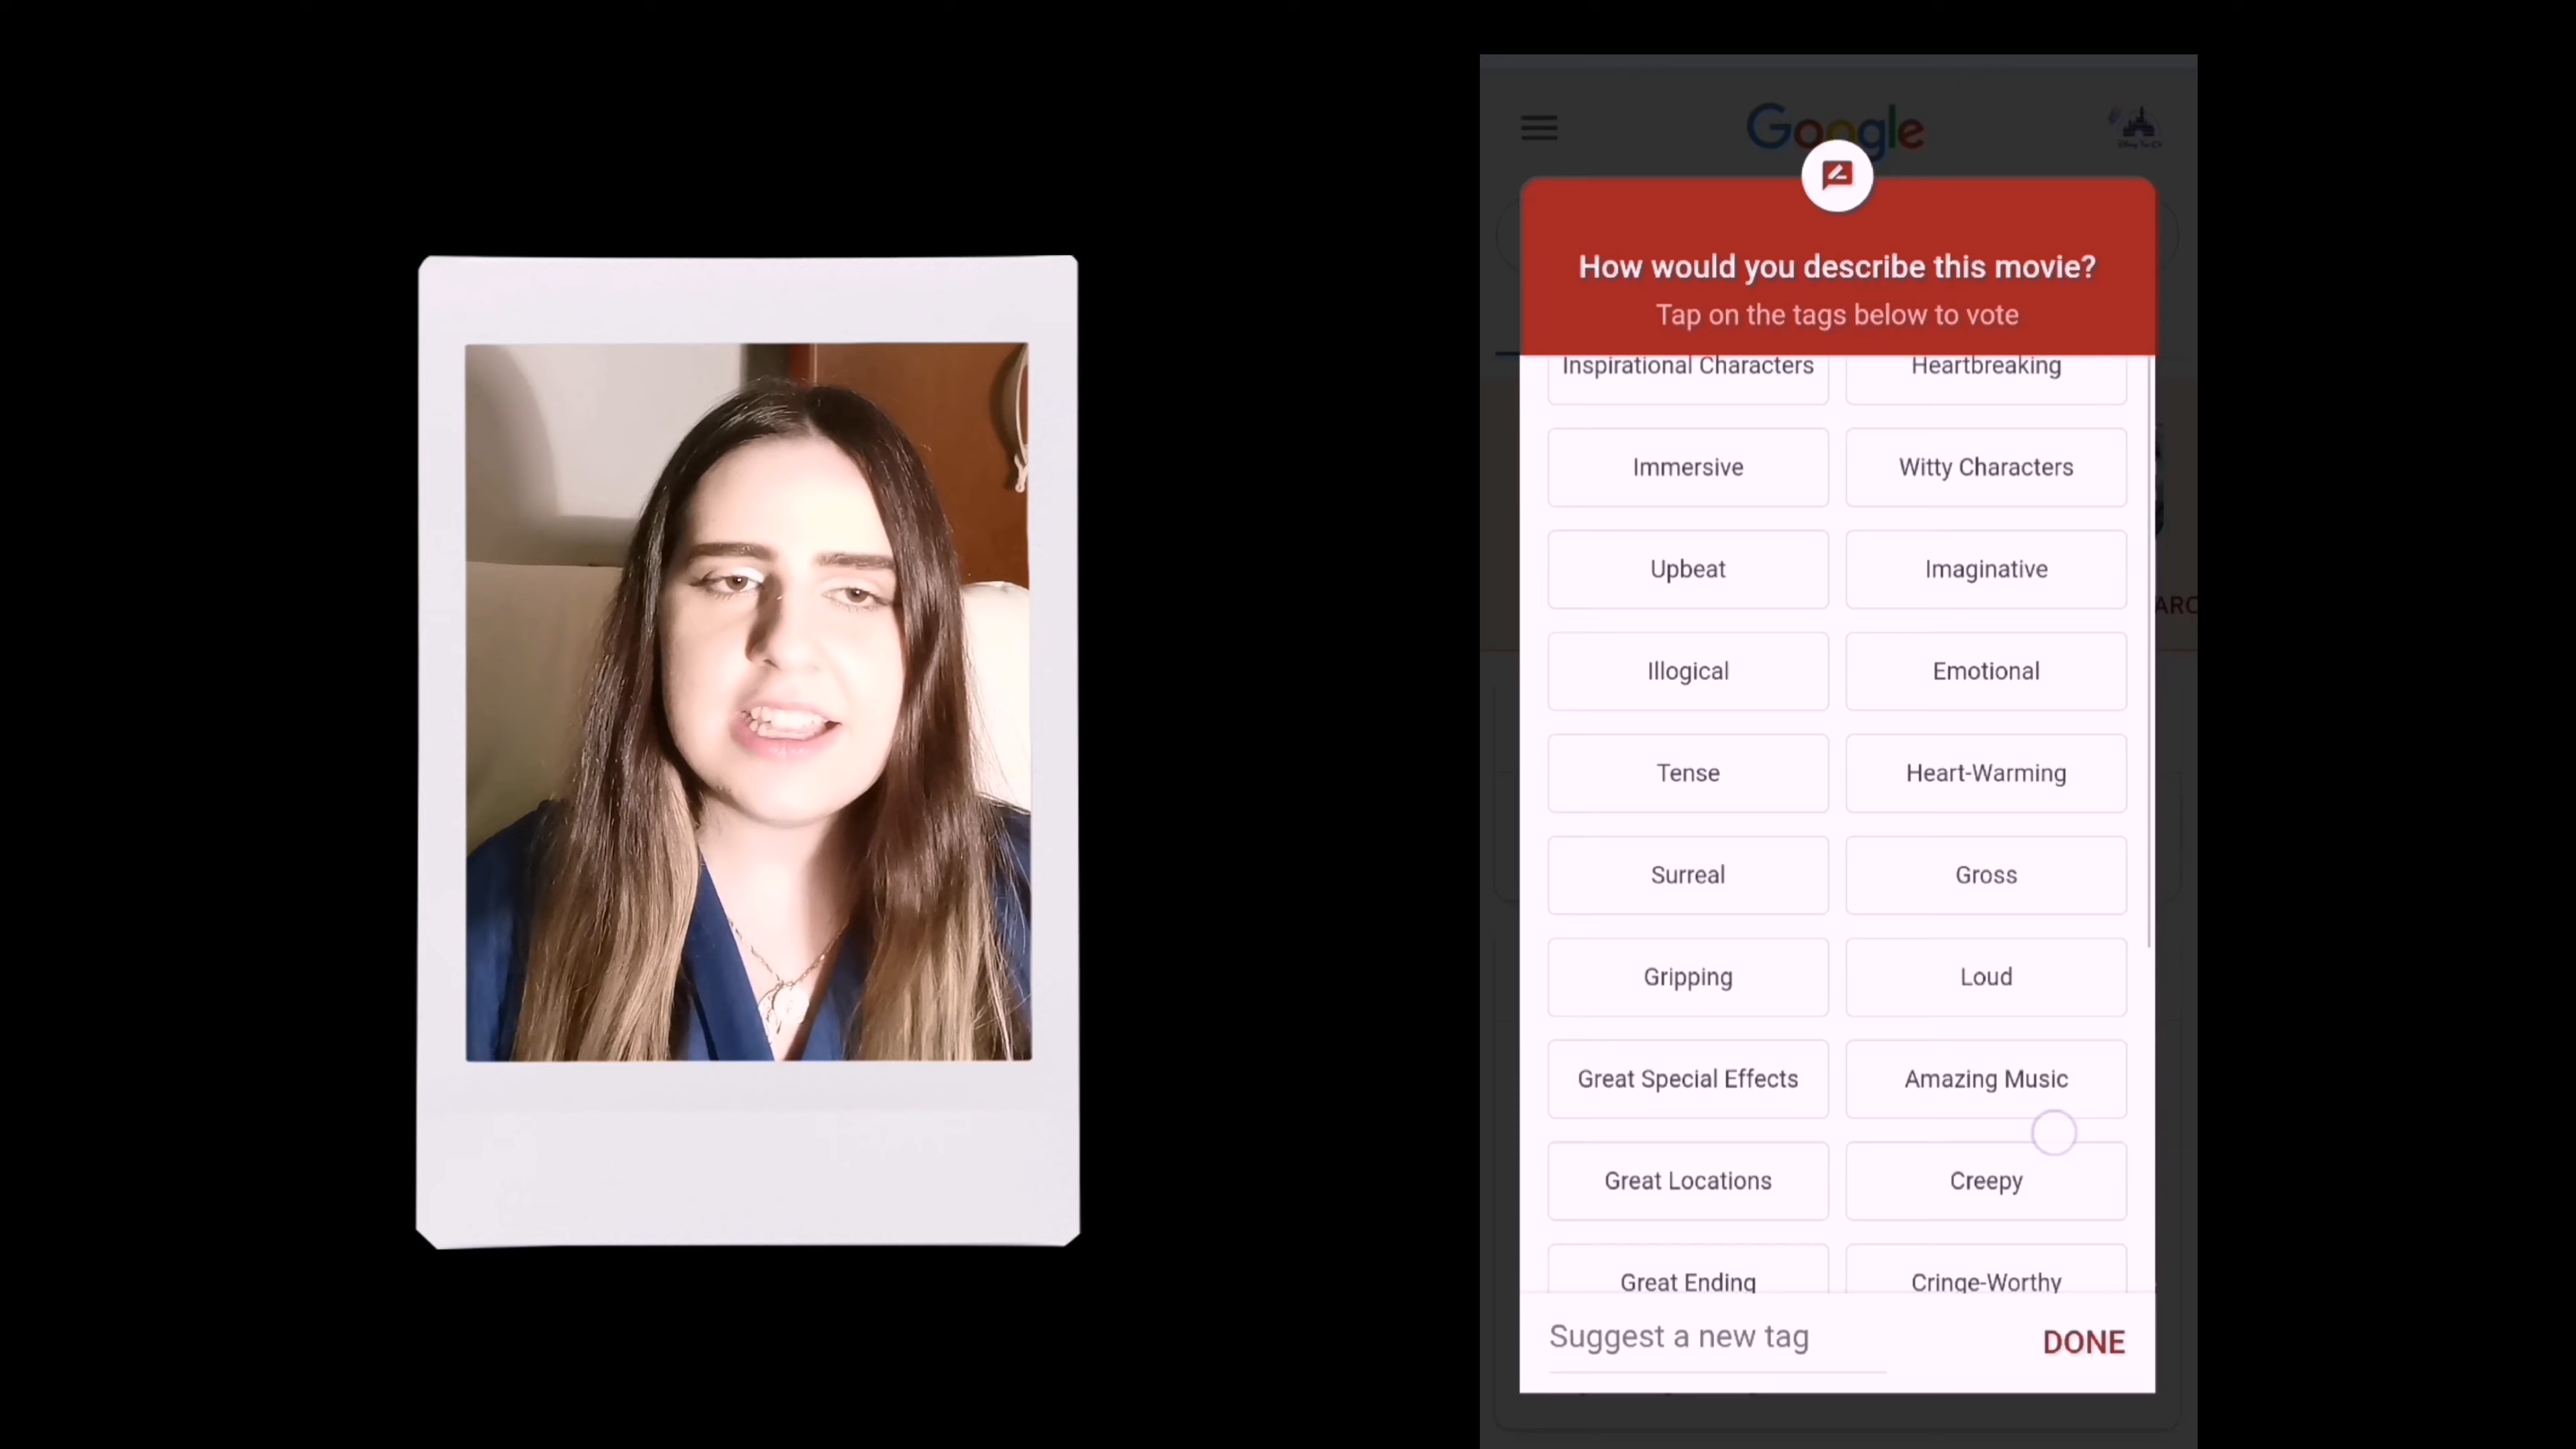 Google
How would you describe this movie?
Tap on the tags below to vote
Inspirational Characters
Heartbreaking
Immersive
Witty Characters
Upbeat
Imaginative
ARC
Illogical
Emotional
Tense
Heart-Warming
Surreal
Gross
Gripping
Loud
Great Special Effects
Amazing Music
Great Locations
Creepy
Great Ending
Cringe-Worthy
Suggest a new tag
DONE